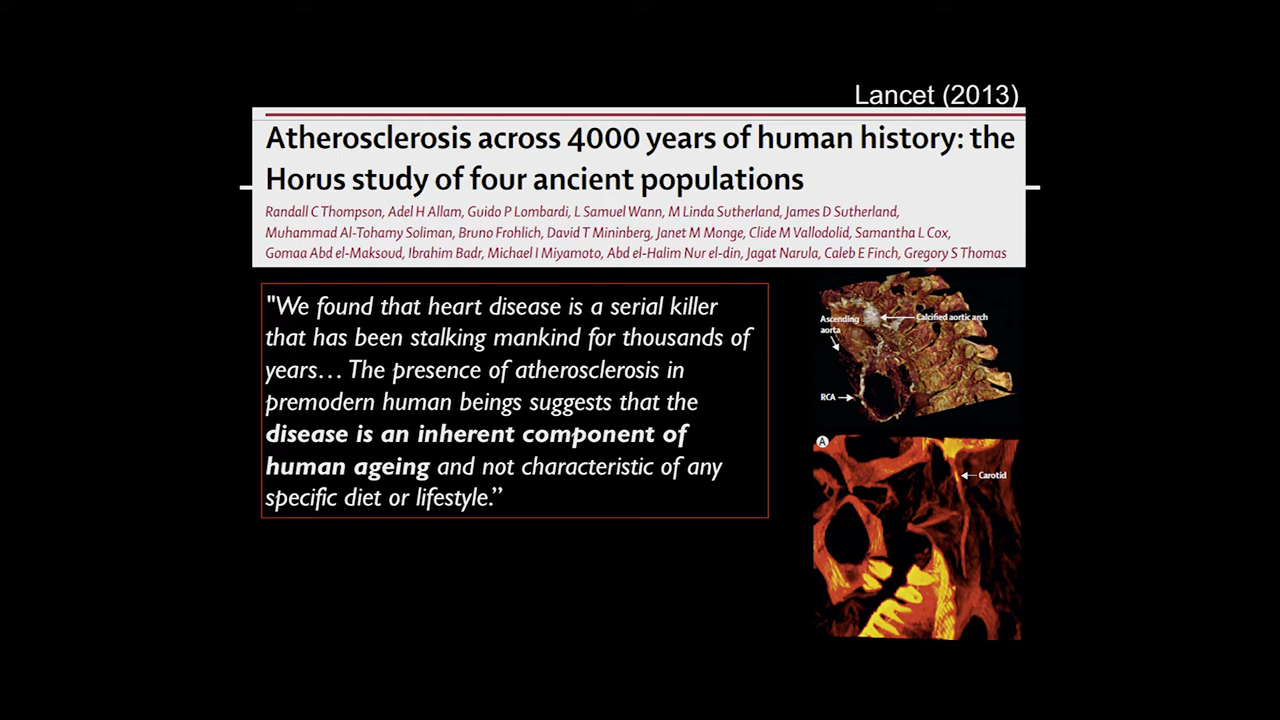 Lancet (2013)
Atherosclerosis across 4000 years of human history: the
Horus study of four ancient populations
Randall C Thompson, Adel H Allam, Guido P Lombardi, L Samuel Wann, M Linda Sutherland, James D Sutherland,
Muhammad Al-Tohamy Soliman, Bruno Frohlich, David T Mininberg, Janet M Monge, Clide M Vallodolid, Samantha L Cox,
Gomaa Abd el-Maksoud, Ibrahim Badr, Michael I Miyamoto, Abd el-Halim Nur el-din, Jagat Narula, Caleb E Finch, Gregory S Thomas
"We found that heart disease is a serial killer
that has been stalking mankind for thousands of
years… The presence of atherosclerosis in
premodern human beings suggests that the
disease is an inherent component of
human ageing and not characteristic of any
specific diet or lifestyle.”
Ascending
aorta
Calcified aortic arch
RCA
A
Carotid